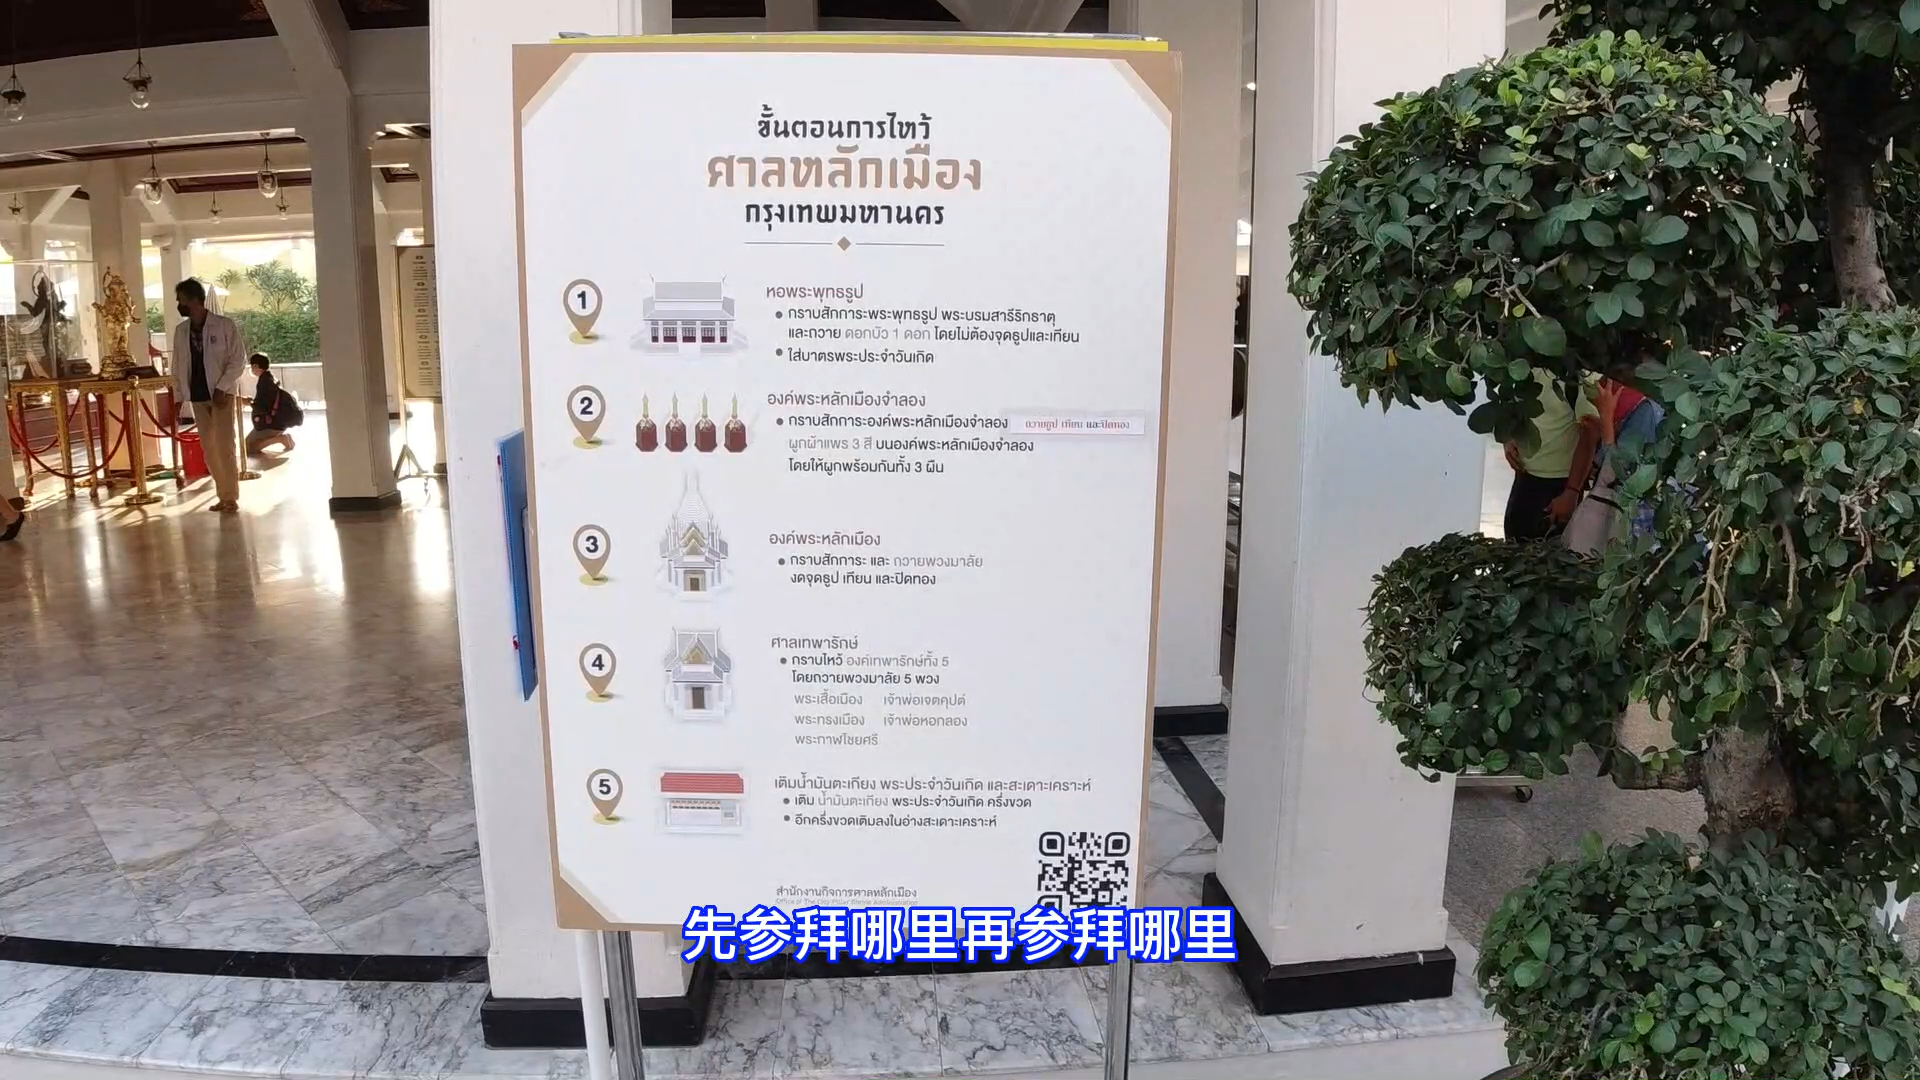 ขั้นตอนการไหว้
ศาลหลักเมือง
กรุงเทพมหานคร
1
หอพระพุทธรูป
• กราบสักการะพระพุทธรูป พระบรมสารีริกธาตุ
และถวาย ดอกบัว 1 ดอก โดยไม่ต้องจุดธูปและเทียน
• ใส่บาตรพระประจำวันเกิด
2
องค์พระหลักเมืองจำลอง
• กราบสักการะองค์พระหลักเมืองจำลอง ถวายธูป เทียน และปิดทอง
ผูกผ้าแพร 3 สี บนองค์พระหลักเมืองจำลอง
โดยให้ผูกพร้อมกันทั้ง 3 ผืน
3
องค์พระหลักเมือง
• กราบสักการะ และ ถวายพวงมาลัย
งดจุดธูป เทียน และปิดทอง
4
ศาลเทพารักษ์
• กราบไหว้ องค์เทพารักษ์ทั้ง 5
โดยถวายพวงมาลัย 5 พวง
พระเสื้อเมือง เจ้าพ่อเจตคุปต์
พระทรงเมือง เจ้าพ่อหอกลอง
พระกาฬไชยศรี
5
เติมน้ำมันตะเกียง พระประจำวันเกิด และสะเดาะเคราะห์
• เติม น้ำมันตะเกียง พระประจำวันเกิด ครึ่งขวด
• อีกครึ่งขวดเติมลงในอ่างสะเดาะเคราะห์
สำนักงานกิจการศาลหลักเมือง
Office of The City Pillar Shrine Administration
先参拜哪里再参拜哪里